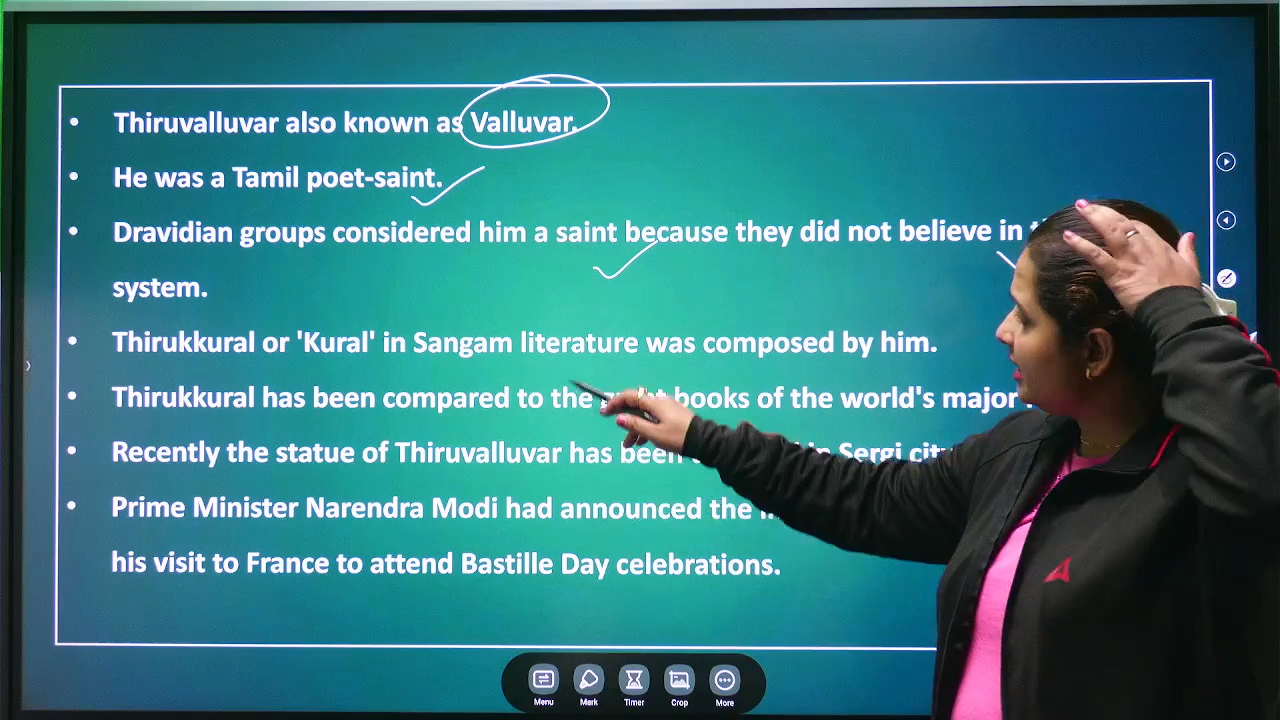 Thiruvalluvar also known as Valluvar.
He was a Tamil poet-saint.
Dravidian groups considered him a saint because they did not believe in
system.
Thirukkural or 'Kural' in Sangam literature was composed by him.
Thirukkural has been compared to the books of the world's major
Recently the statue of Thiruvalluvar has been in Sergi city
Prime Minister Narendra Modi had announced the
his visit to France to attend Bastille Day celebrations.
Menu Mark Timer Crop More